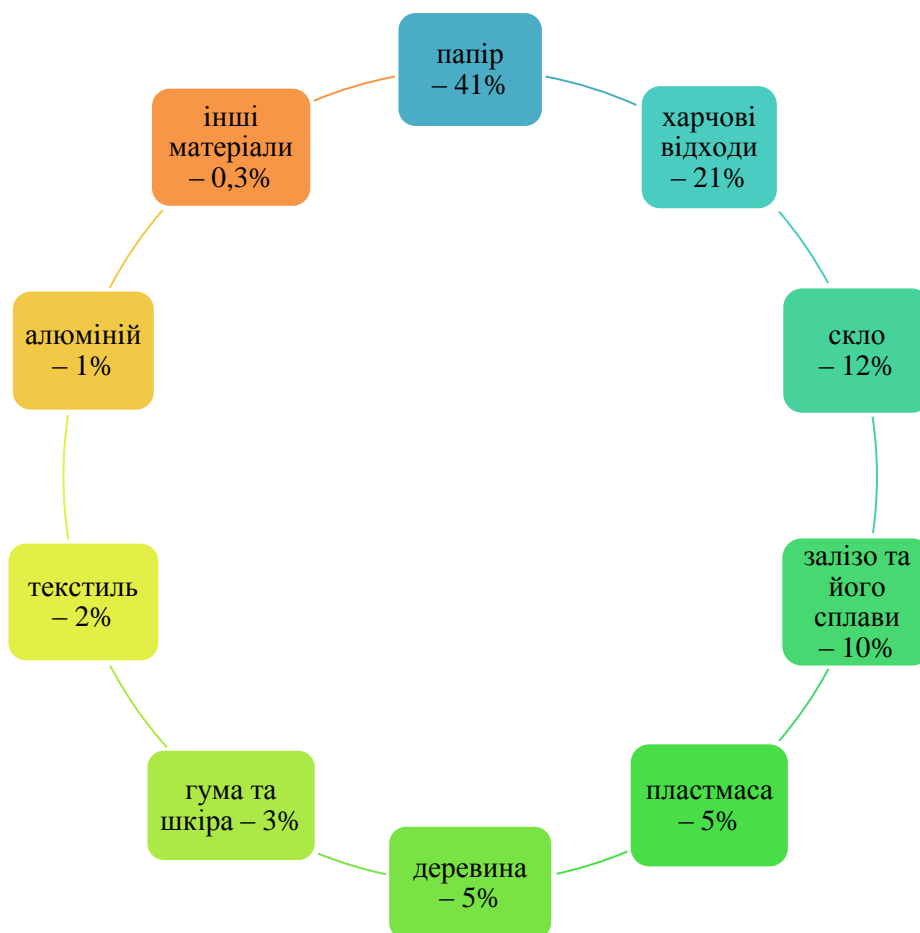 папір
– 41%
харчові
відходи
– 21%
скло
– 12%
залізо та
його
сплави
– 10%
пластмаса
– 5%
деревина
– 5%
гума та
шкіра – 3%
текстиль
– 2%
алюміній
– 1%
інші
матеріали
– 0,3%